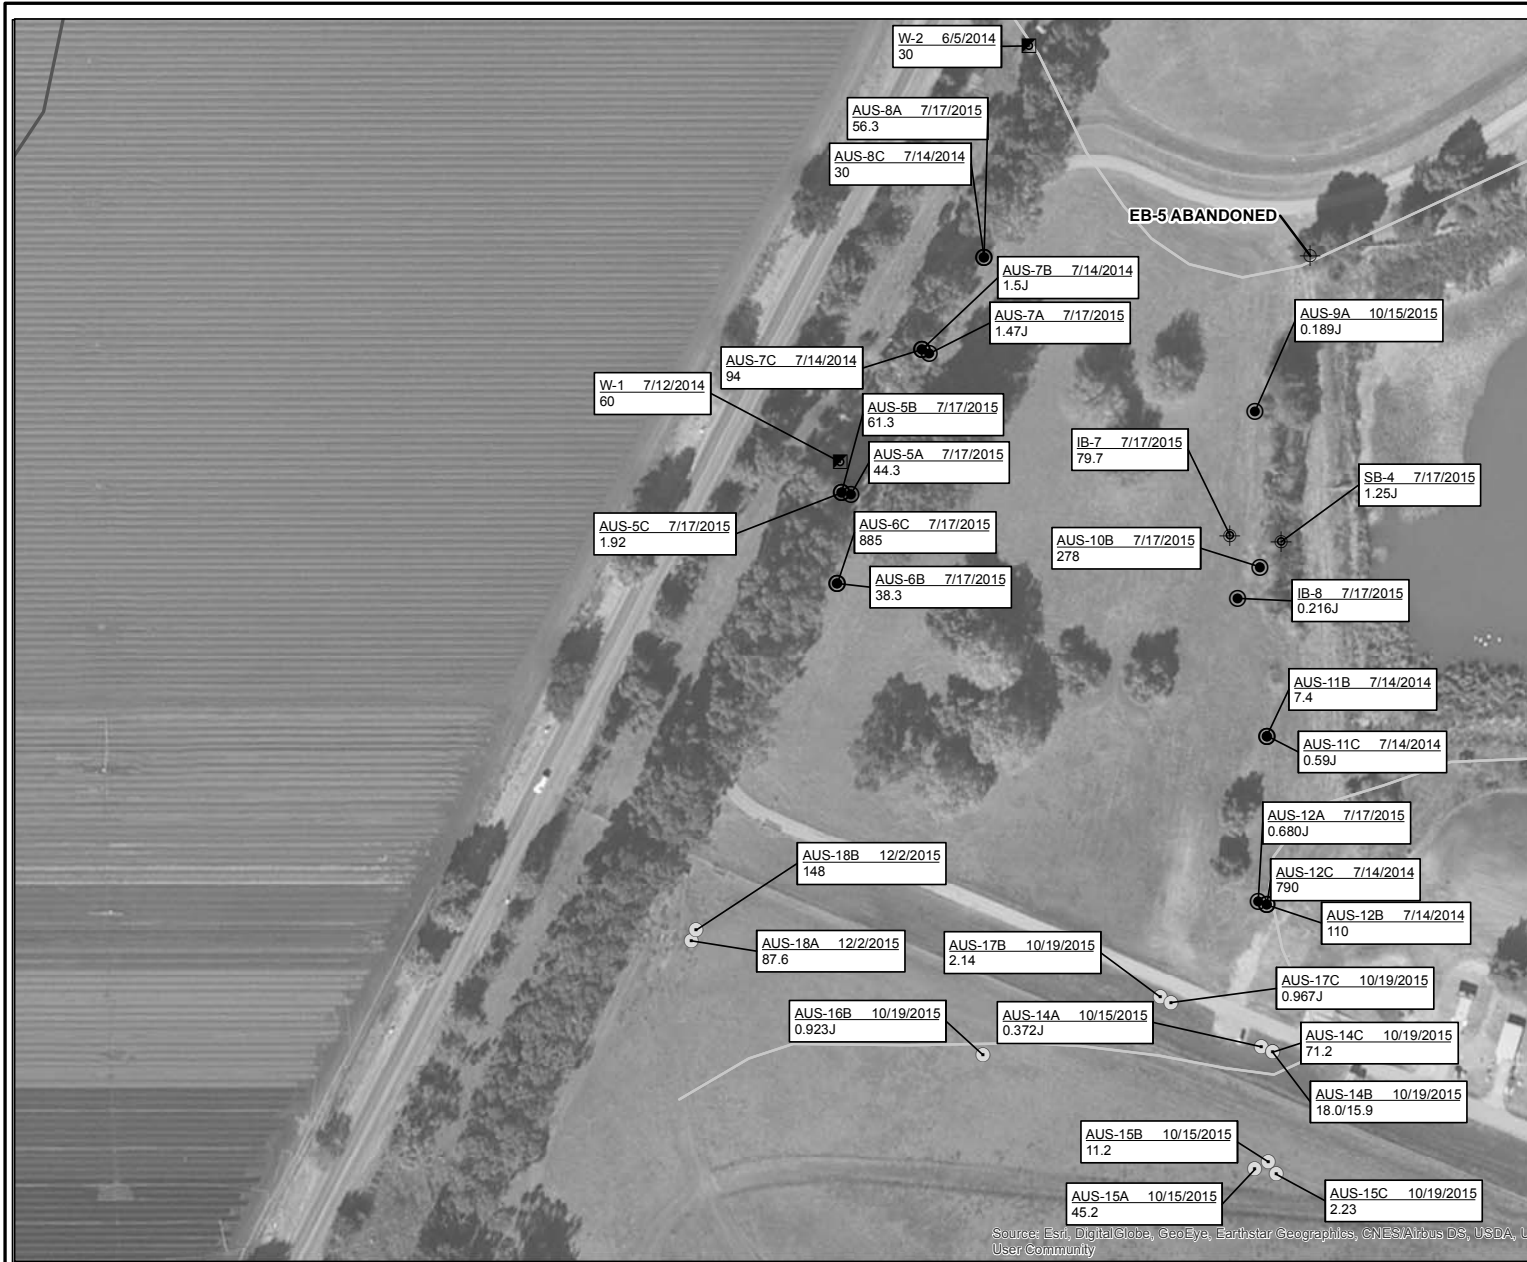 W-2 6/5/2014
30
AUS-8A 7/17/2015
56.3
AUS-8C 7/14/2014
30
EB-5 ABANDONED
AUS-7B 7/14/2014
1.5J
AUS-7A 7/17/2015
1.47J
AUS-9A 10/15/2015
0.189J
AUS-7C 7/14/2014
94
W-1 7/12/2014
60
AUS-5B 7/17/2015
61.3
IB-7 7/17/2015
79.7
AUS-5A 7/17/2015
44.3
SB-4 7/17/2015
1.25J
AUS-5C 7/17/2015
1.92
AUS-6C 7/17/2015
885
AUS-10B 7/17/2015
278
AUS-6B 7/17/2015
38.3
IB-8 7/17/2015
0.216J
AUS-11B 7/14/2014
7.4
AUS-11C 7/14/2014
0.59J
AUS-12A 7/17/2015
0.680J
AUS-18B 12/2/2015
148
AUS-12C 7/14/2014
790
AUS-12B 7/14/2014
110
AUS-18A 12/2/2015
87.6
AUS-17B 10/19/2015
2.14
AUS-17C 10/19/2015
0.967J
AUS-16B 10/19/2015
0.923J
AUS-14A 10/15/2015
0.372J
AUS-14C 10/19/2015
71.2
AUS-14B 10/19/2015
18.0/15.9
AUS-15B 10/15/2015
11.2
AUS-15A 10/15/2015
45.2
AUS-15C 10/19/2015
2.23
Source: Esri, DigitalGlobe, GeoEye, Earthstar Geographics, CNES/Airbus DS, USDA,
User Community